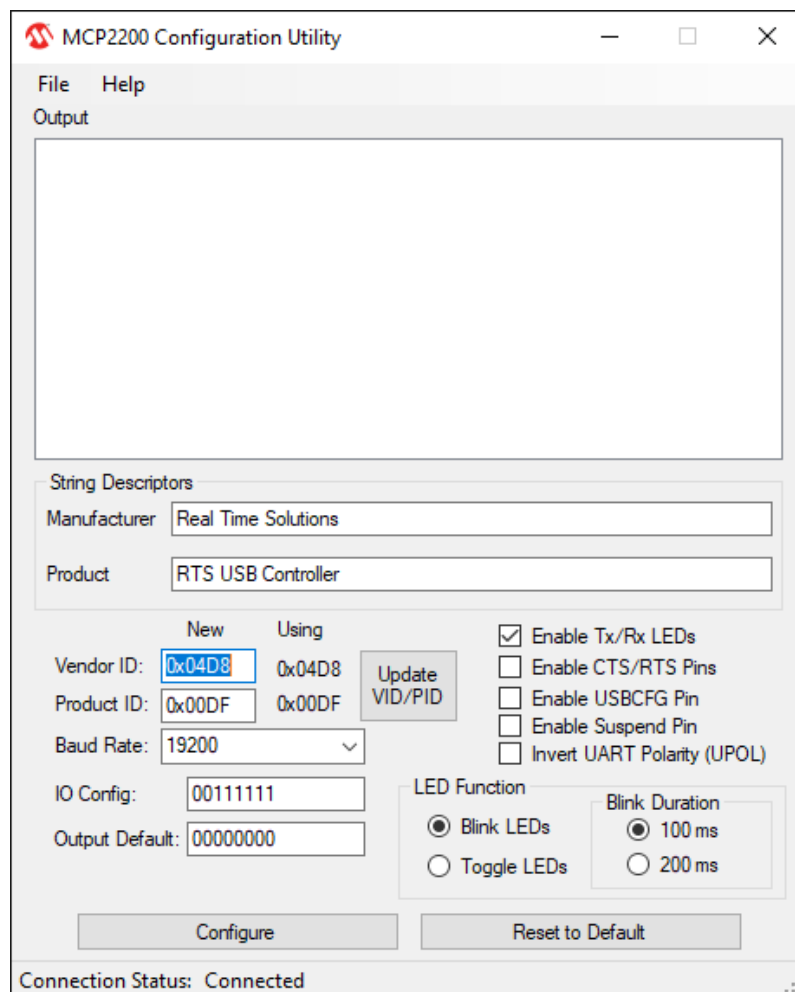 MCP2200 Configuration Utility
File Help
Output
String Descriptors
Manufacturer Real Time Solutions
Product RTS USB Controller
New Using
Vendor ID: 0x04D8 0x04D8
Product ID: 0x00DF 0x00DF
Update
VID/PID
Baud Rate: 19200
IO Config: 00111111
Output Default: 00000000
Enable Tx/Rx LEDs
Enable CTS/RTS Pins
Enable USBCFG Pin
Enable Suspend Pin
Invert UART Polarity (UPOL)
LED Function
Blink LEDs
Toggle LEDs
Blink Duration
100 ms
200 ms
Configure Reset to Default
Connection Status: Connected